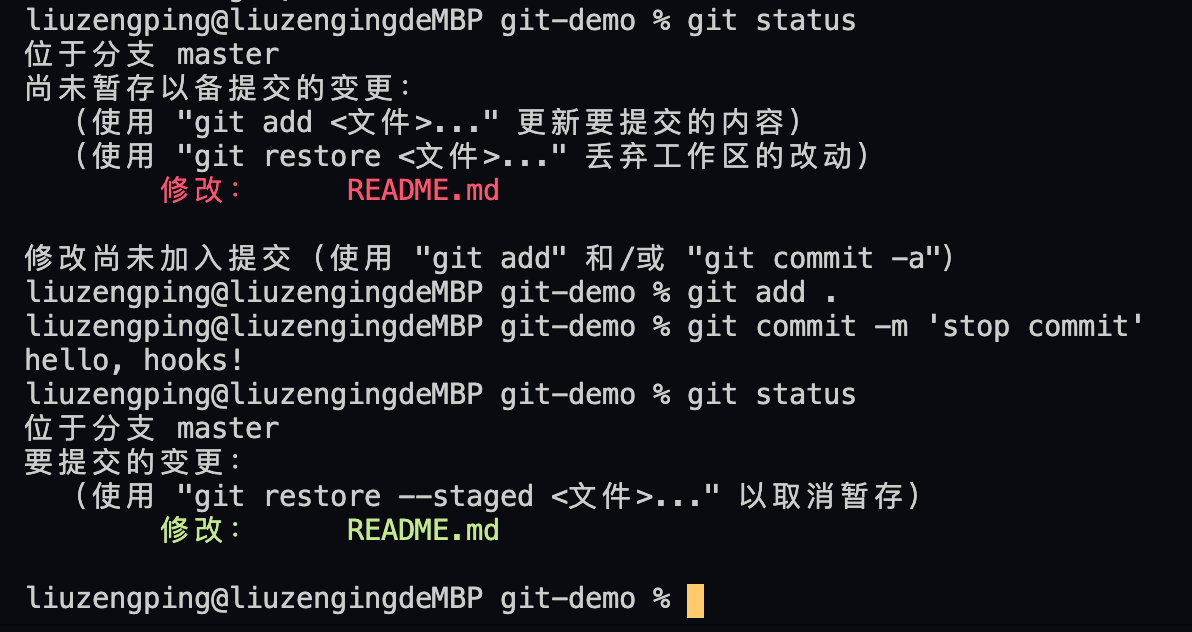 liuzengping@liuzengingdeMBP git-demo % git status
位于分支 master
尚未暂存以备提交的变更：
（使用 "git add <文件>..." 更新要提交的内容）
（使用 "git restore <文件>..." 丢弃工作区的改动）
修改： README.md
修改尚未加入提交（使用 "git add" 和/或 "git commit -a"）
liuzengping@liuzengingdeMBP git-demo % git add .
liuzengping@liuzengingdeMBP git-demo % git commit -m 'stop commit'
hello, hooks!
liuzengping@liuzengingdeMBP git-demo % git status
位于分支 master
要提交的变更：
（使用 "git restore --staged <文件>..." 以取消暂存）
修改： README.md
liuzengping@liuzengingdeMBP git-demo %